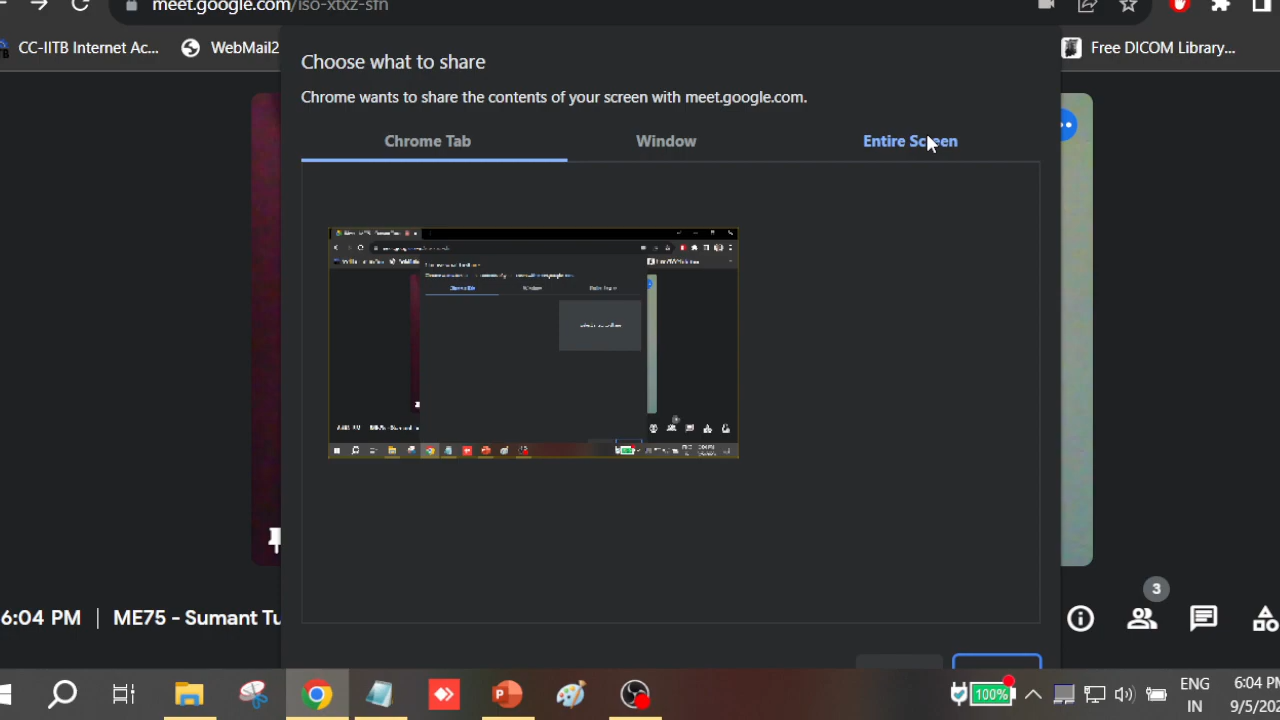 meet.google.com/iso-xtxz-sfn
CC-IITB Internet Ac...
WebMail2
Free DICOM Library...
Choose what to share
Chrome wants to share the contents of your screen with meet.google.com.
Chrome Tab
Window
Entire Screen
3
6:04 PM | ME75 - Sumant Tu
100%
ENG
IN
6:04 PM
9/5/20